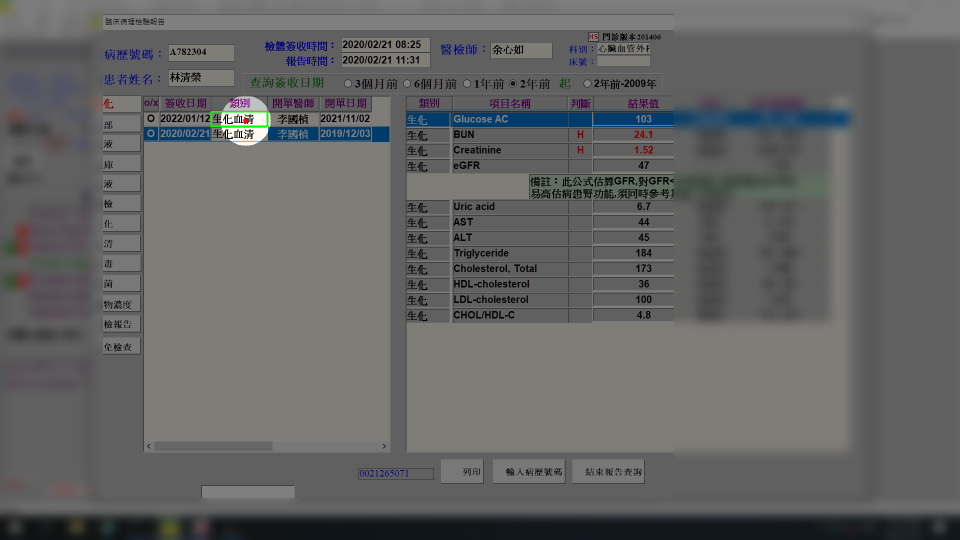 臨床病理檢驗報告
HS 門診版本201406
病歷號碼： A782304 檢體簽收時間： 2020/02/21 08:25 醫檢師： 余心如 科別： 心臟血管外科
報告時間： 2020/02/21 11:31 床號：
患者姓名： 林清榮
查詢簽收日期 3個月前 6個月前 1年前 2年前 起 2年前-2009年
化 o/x 簽收日期 類別 開單醫師 開單日期
O 2022/01/12 生化血清 李國楨 2021/11/02
O 2020/02/21 生化血清 李國楨 2019/12/03
部
液
庫
液
檢
化
清
毒
菌
物濃度
檢報告
免檢查
類別 項目名稱 判斷 結果值
生化 Glucose AC 103
生化 BUN H 24.1
生化 Creatinine H 1.52
生化 eGFR 47
備註：此公式估算GFR,對GFR<
易高估病患腎功能,須同時參考
生化 Uric acid 6.7
生化 AST 44
生化 ALT 45
生化 Triglyceride 184
生化 Cholesterol, Total 173
生化 HDL-cholesterol 36
生化 LDL-cholesterol 100
生化 CHOL/HDL-C 4.8
0021265071 列印 輸入病歷號碼 結束報告查詢